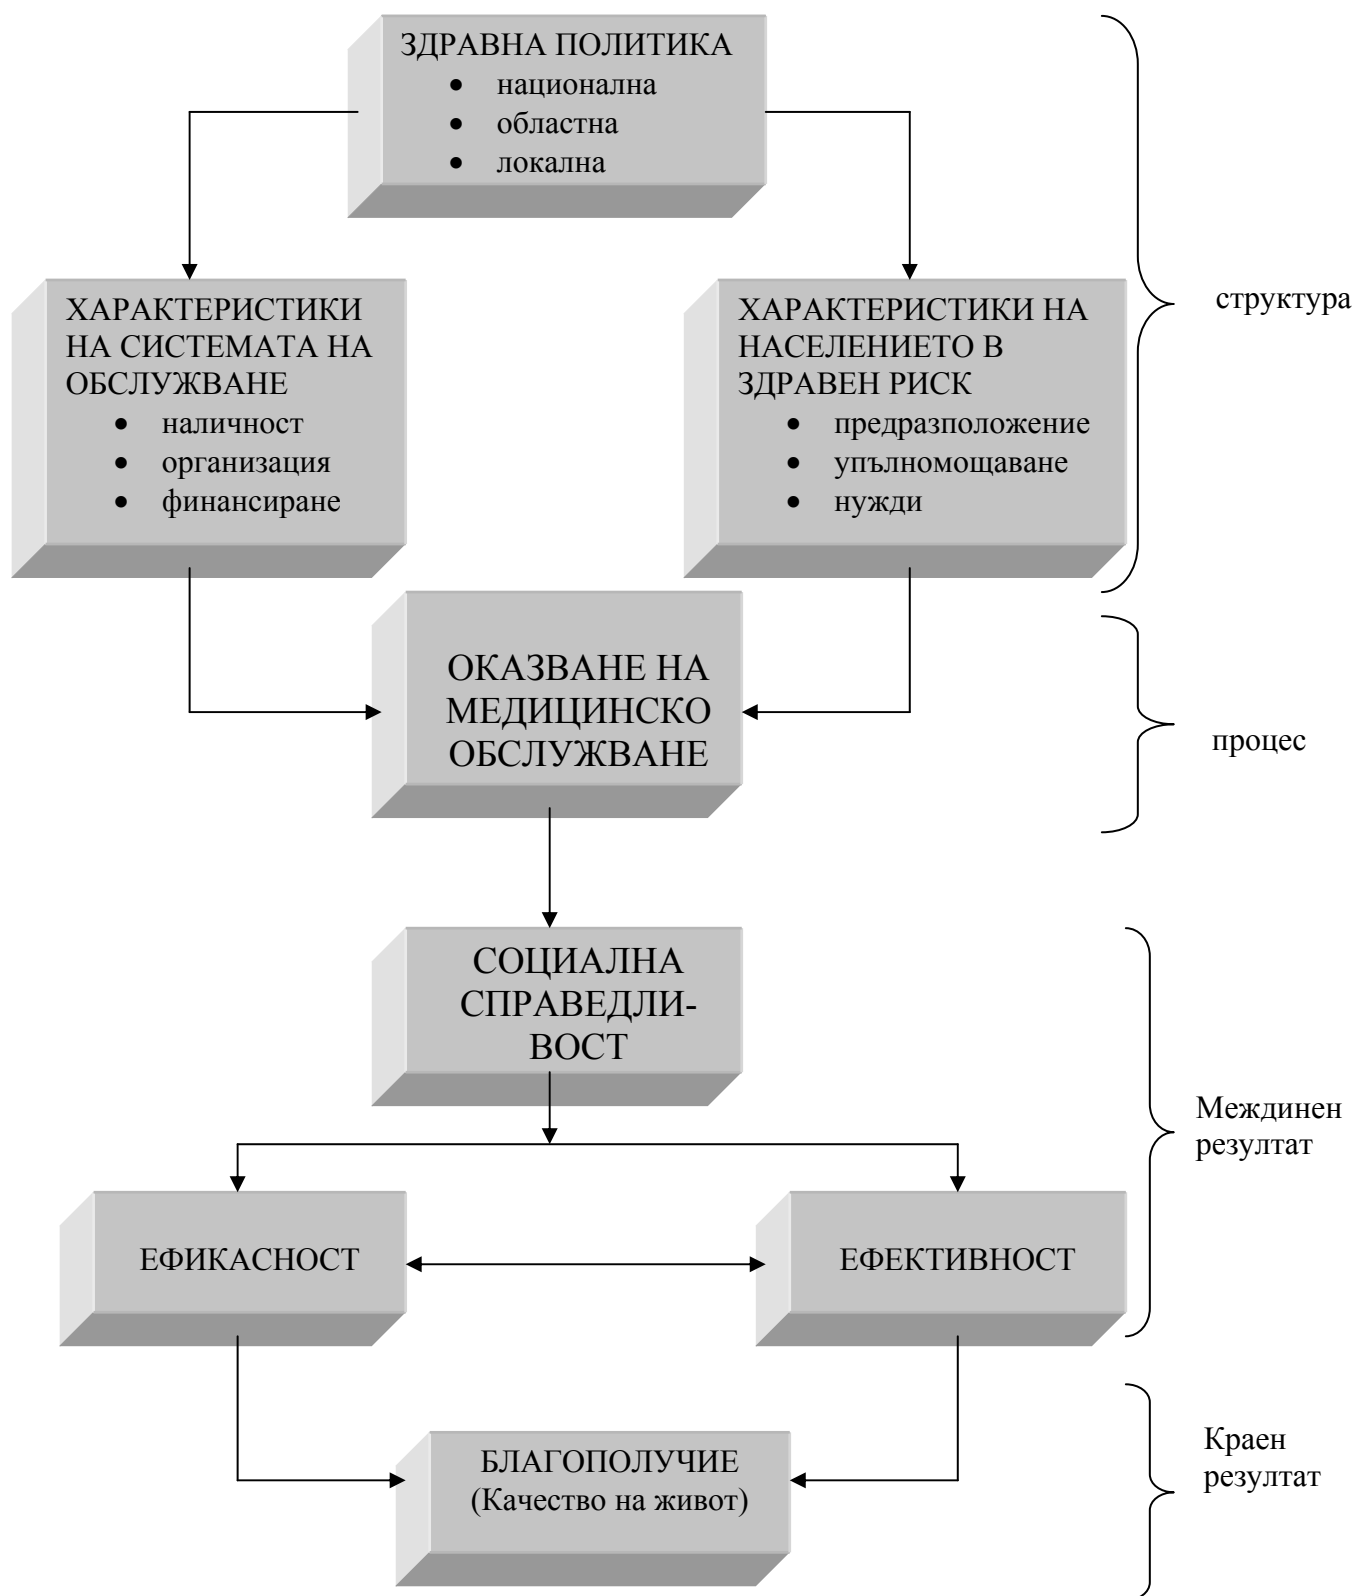 ЗДРАВНА ПОЛИТИКА
• национална
• областна
• локална
ХАРАКТЕРИСТИКИ
НА СИСТЕМАТА НА
ОБСЛУЖВАНЕ
• наличност
• организация
• финансиране
ХАРАКТЕРИСТИКИ НА
НАСЕЛЕНИЕТО В
ЗДРАВЕН РИСК
• предразположение
• упълномощаване
• нужди
структура
ОКАЗВАНЕ НА
МЕДИЦИНСКО
ОБСЛУЖВАНЕ
процес
СОЦИАЛНА
СПРАВЕДЛИ-
ВОСТ
Междинен
резултат
ЕФИКАСНОСТ
ЕФЕКТИВНОСТ
БЛАГОПОЛУЧИЕ
(Качество на живот)
Краен
резултат